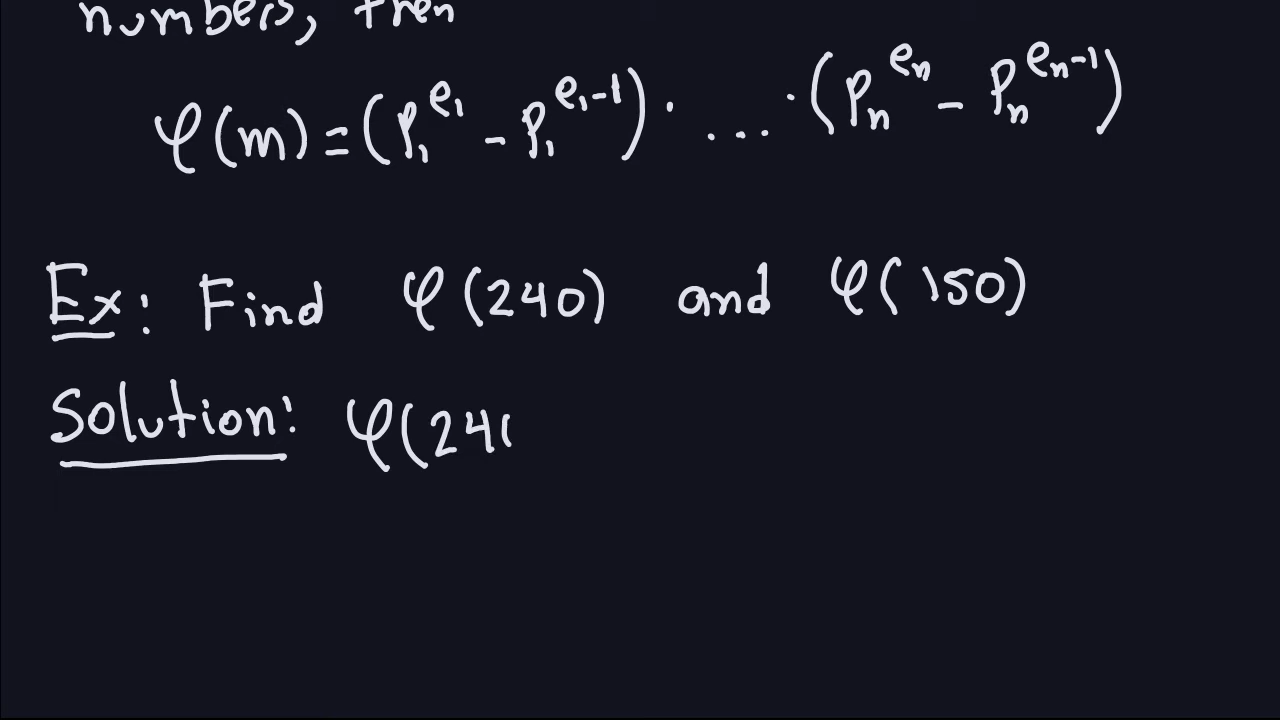 numbers, then
φ(m) = (p₁^e₁ - p₁^e₁-1) · ... · (pₙ^eₙ - pₙ^eₙ-1)
Ex: Find φ(240) and φ(150)
Solution: φ(24(